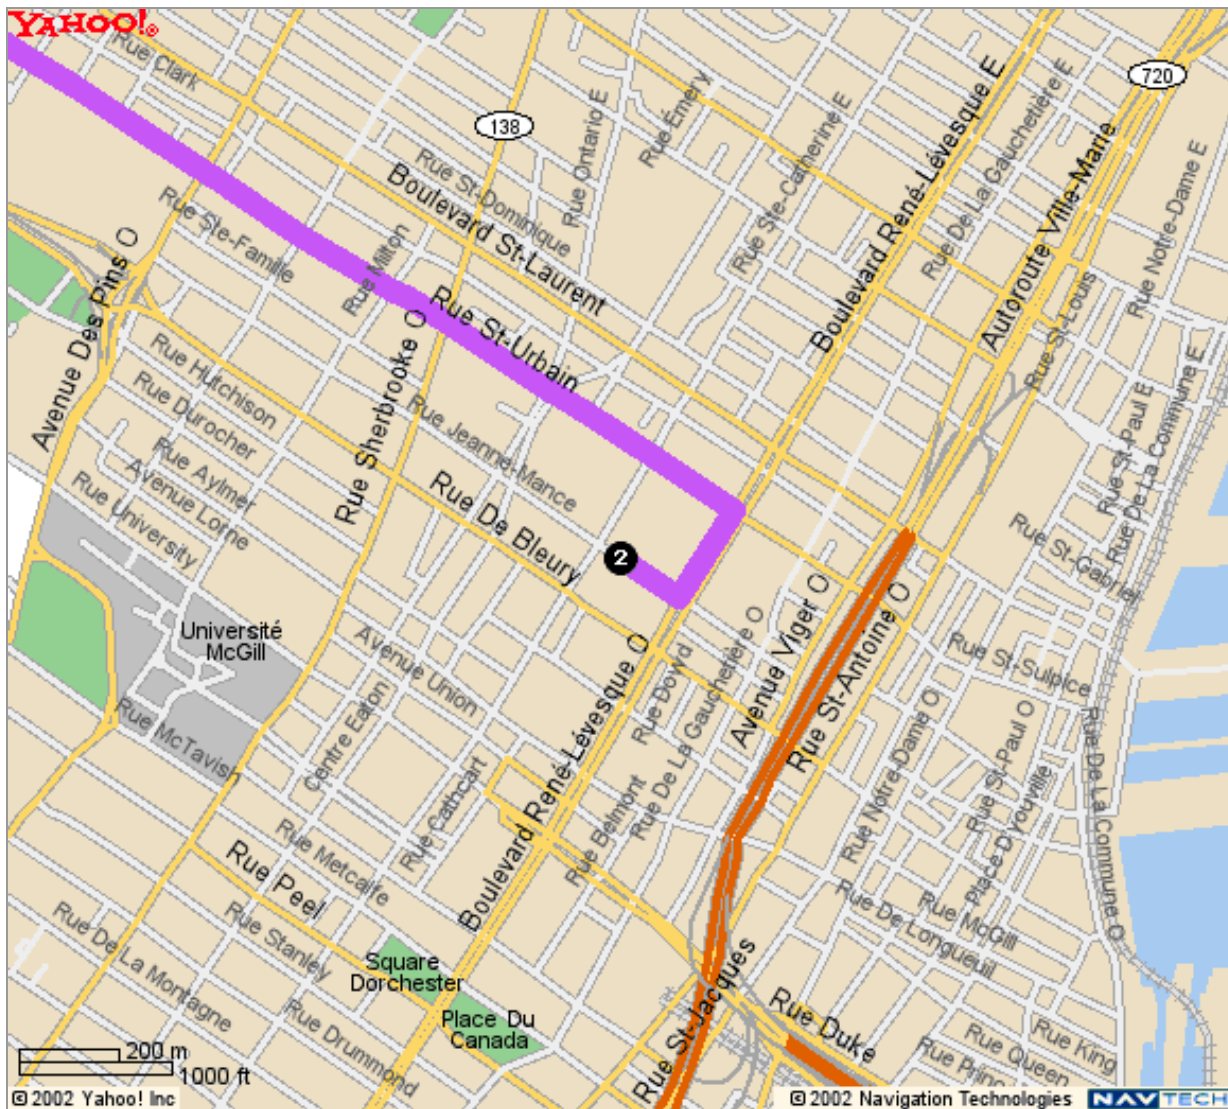 YAHOO!®
Rue Clark
720
138
Rue Émery
Rue Ontario E
Rue Ste-Catherine E
Boulevard René-Lévesque E
Rue De La Gauchetière E
Autoroute Ville-Marie
Rue Notre-Dame E
Rue St-Dominique
Boulevard St-Laurent
Rue Ste-Famille
Rue Milton
Avenue Des Pins O
Rue St-Urbain
Rue St-Louis
Rue Sherbrooke O
Rue Hutchison
Rue Durocher
Rue Aylmer
Avenue Lorne
Rue University
Rue Jeanne-Mance
Rue De Bleury
Rue St-Paul E
Rue De La Commune E
Rue St-Gabriel
2
Université
McGill
Rue McTavish
Avenue Union
Centre Eaton
Rue Cathcart
Boulevard René-Lévesque O
Rue Dowd
Rue De La Gauchetière O
Avenue Viger O
Rue St-Antoine O
Rue St-Sulpice
Rue Notre-Dame O
Rue St-Paul O
Place D'youville
Rue De La Commune O
Rue Belmont
Rue Metcalfe
Rue Peel
Rue Stanley
Rue De La Montagne
Rue Drummond
Square
Dorchester
Place Du
Canada
Rue McGill
Rue De Longueuil
Rue St-Jacques
Rue Duke
Rue King
Rue Queen
Rue Princ
200 m
1000 ft
© 2002 Yahoo! Inc
© 2002 Navigation Technologies
NAVTECH